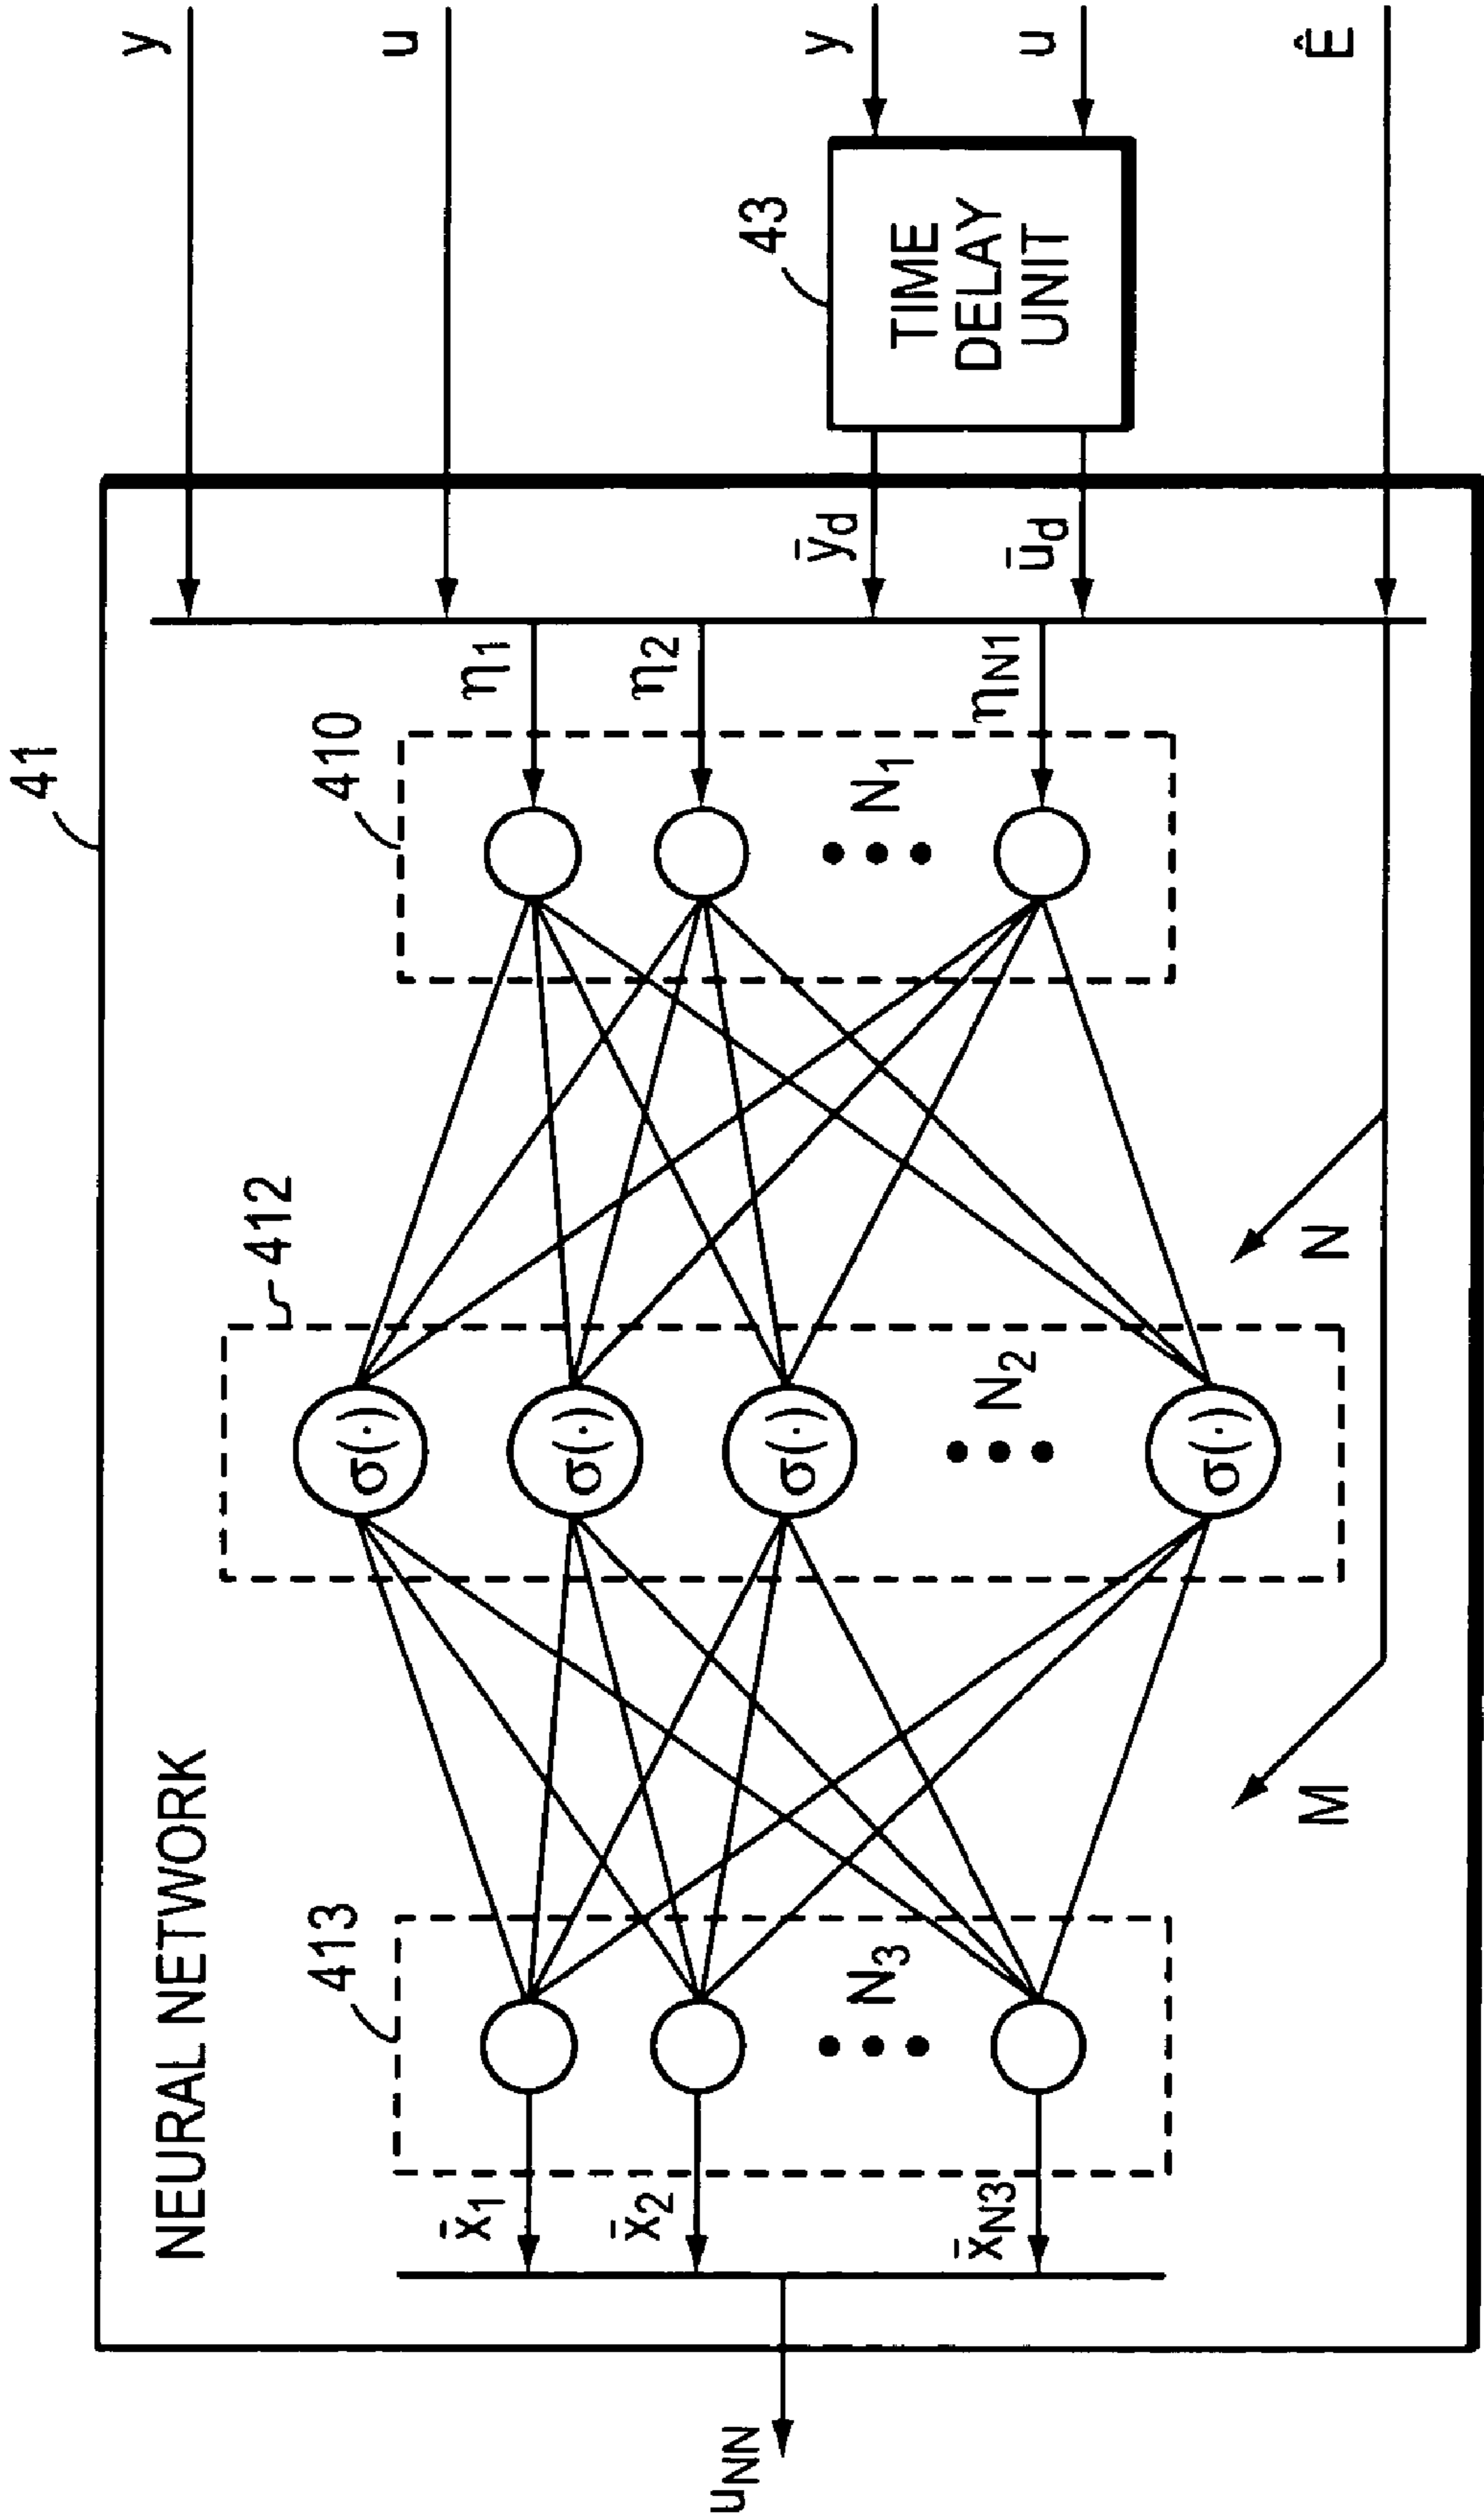 41
NEURAL NETWORK
y
412
413
410
u
σ(·)
x̄1
η1
σ(·)
x̄2
η2
uNN
43
σ(·)
ȳd
y
N3
N1
TIME
DELAY
UNIT
x̄N3
N2
ηN1
ūd
u
σ(·)
M
N
Ê